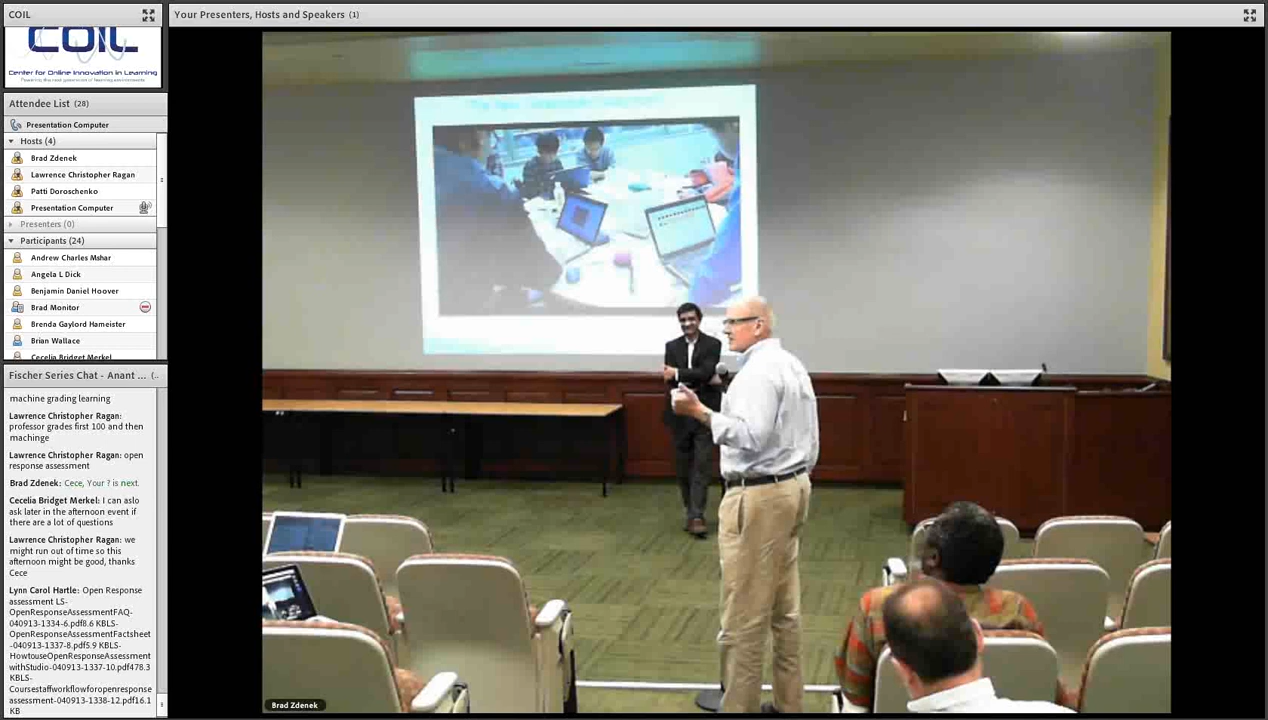 COIL
COIL
Center for Online Innovation in Learning
Attendee List (28)
Presentation Computer
Hosts (4)
Brad Zdenek
Lawrence Christopher Ragan
Patti Doroschenko
Presentation Computer
Presenters (0)
Participants (24)
Andrew Charles Mshar
Angela L Dick
Benjamin Daniel Hoover
Brad Monitor
Brenda Gaylord Hameister
Brian Wallace
Cecelia Bridget Merkel
Fischer Series Chat - Anant ... (..
machine grading learning
Lawrence Christopher Ragan:
professor grades first 100 and then
machinge
Lawrence Christopher Ragan: open
response assessment
Brad Zdenek: Cece, Your ? is next.
Cecelia Bridget Merkel: I can aslo
ask later in the afternoon event if
there are a lot of questions
Lawrence Christopher Ragan: we
might run out of time so this
afternoon might be good, thanks
Cece
Lynn Carol Hartle: Open Response
assessment LS-
OpenResponseAssessmentFAQ-
040913-1334-6.pdf8.6 KBLS-
OpenResponseAssessmentFactsheet
-040913-1337-8.pdf5.9 KBLS-
HowtouseOpenResponseAssessment
withStudio-040913-1337-10.pdf478.3
KBLS-
Coursestaffworkflowforopenresponse
assessment-040913-1338-12.pdf16.1
KB
Your Presenters, Hosts and Speakers (1)
Brad Zdenek